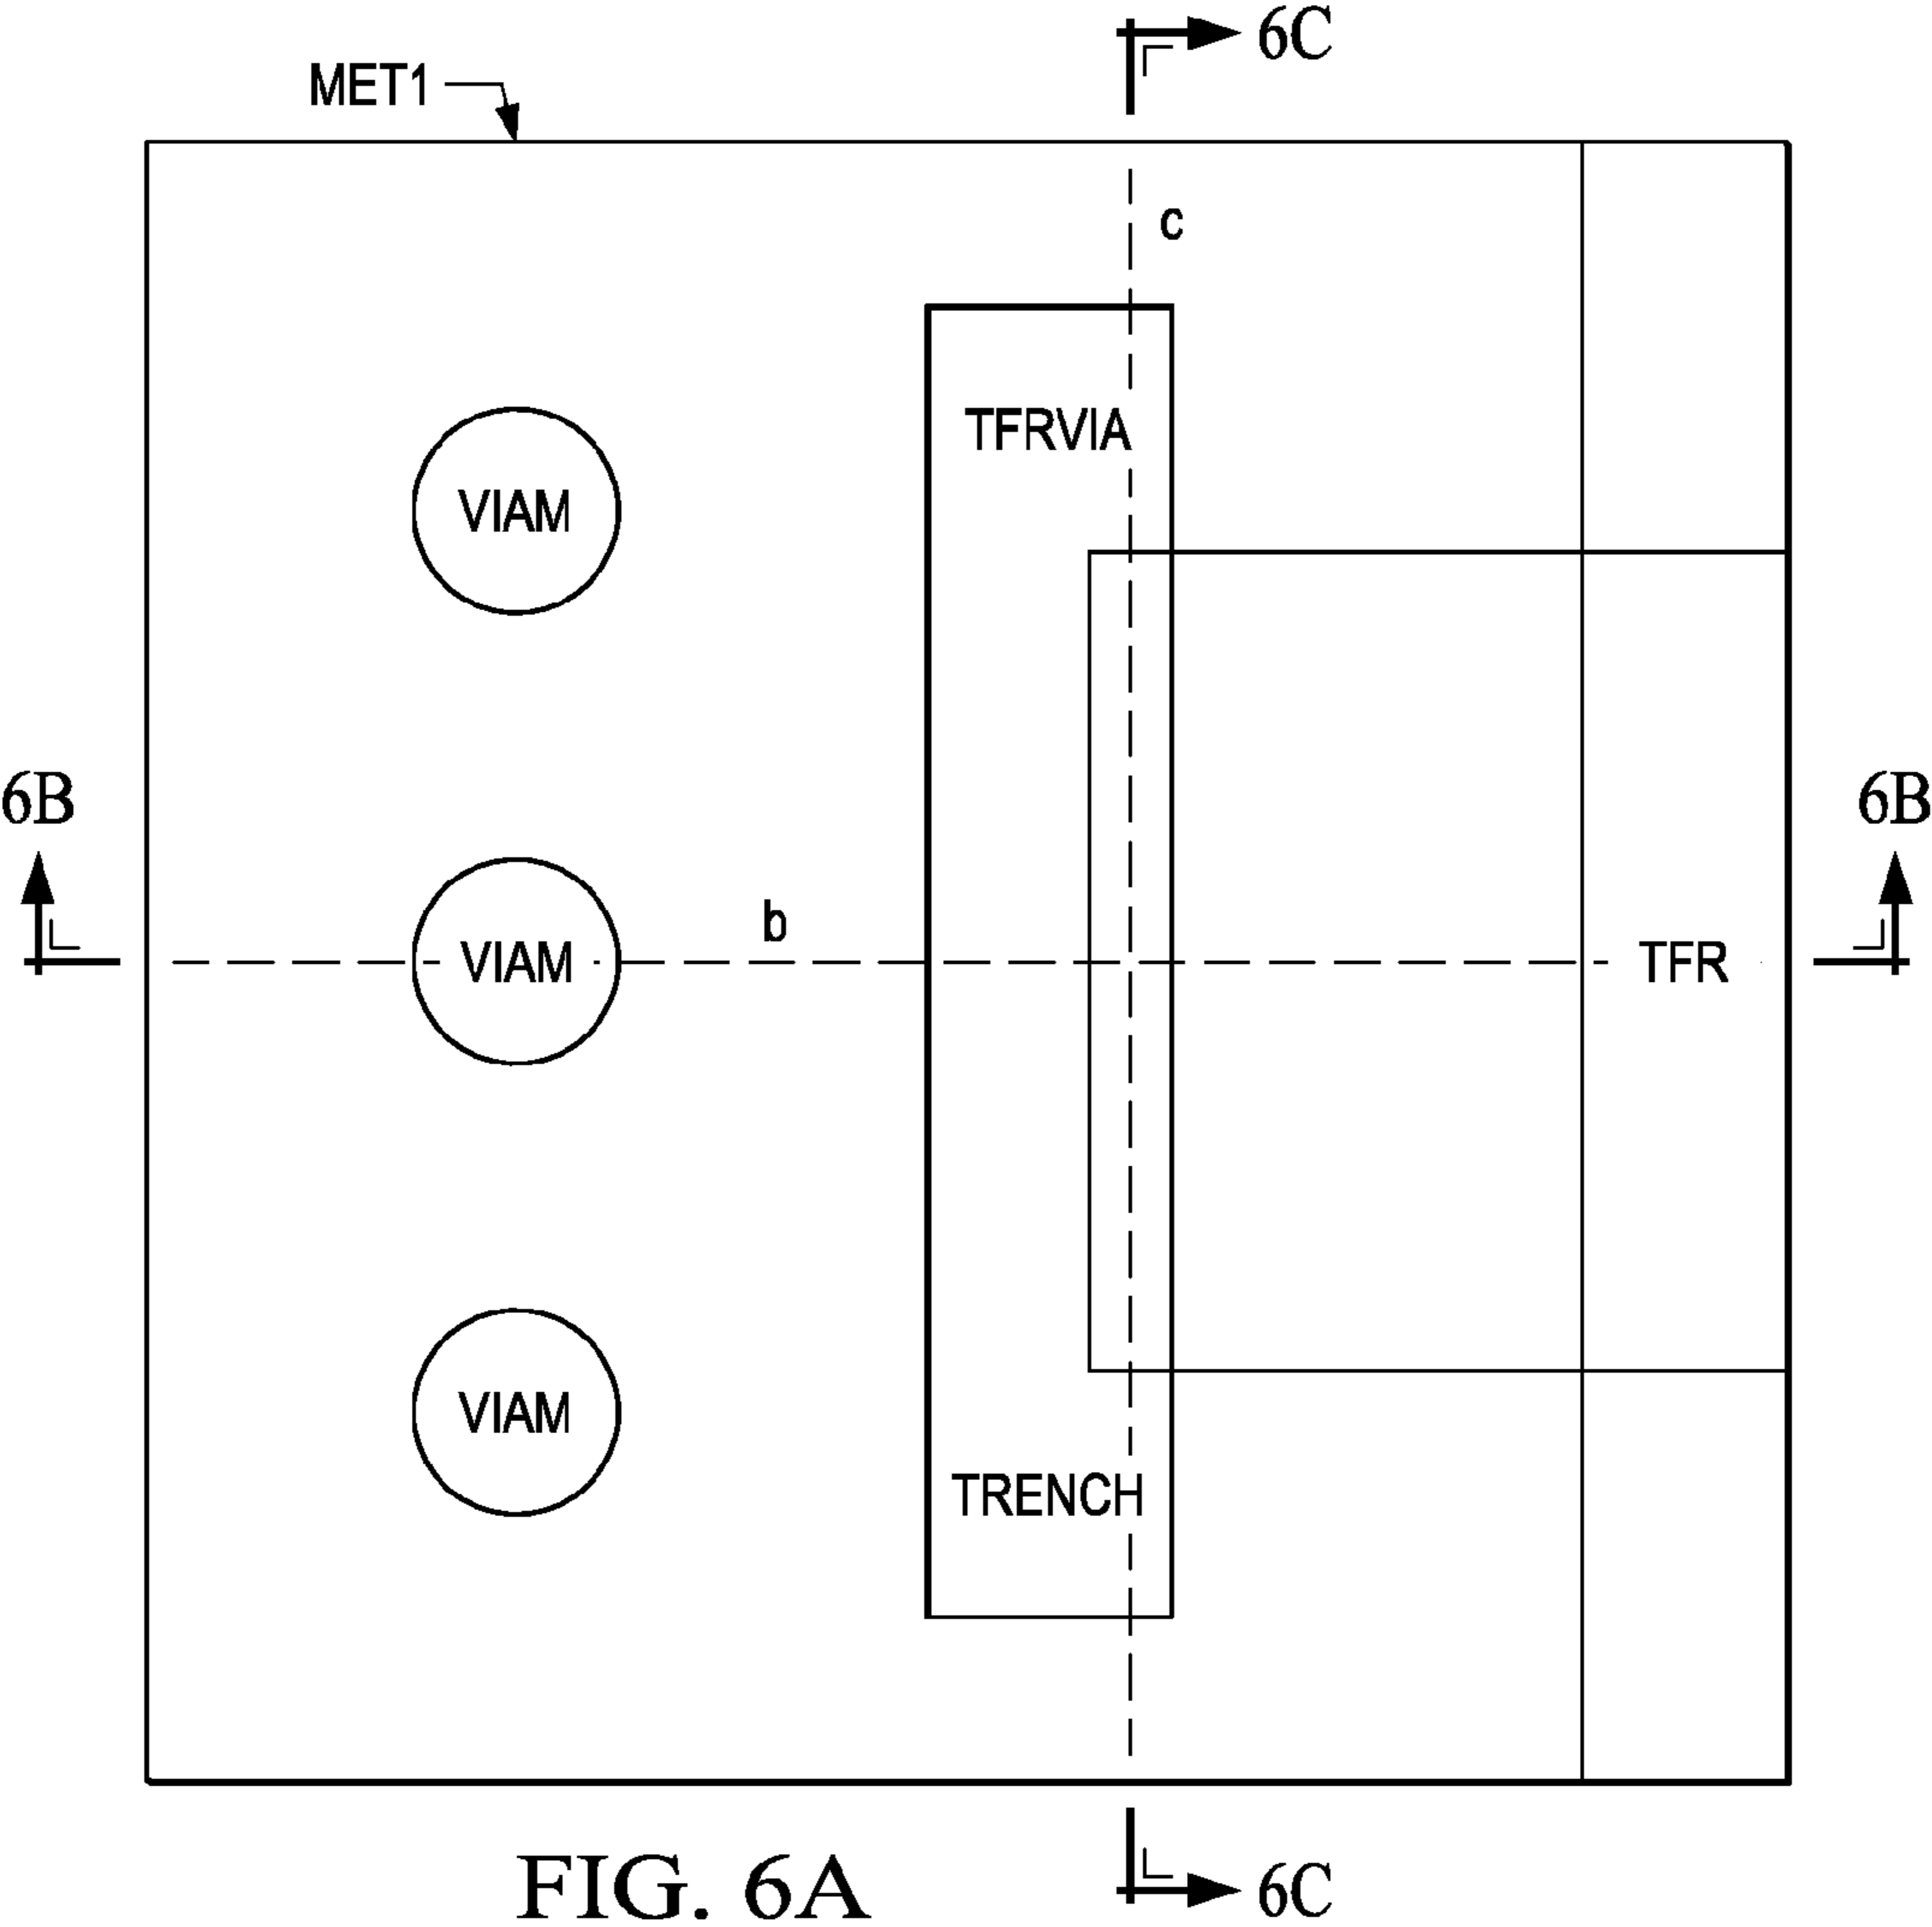 6C
MET1
c
TFRVIA
VIAM
6B
6B
b
VIAM
TFR
VIAM
TRENCH
FIG. 6A
6C